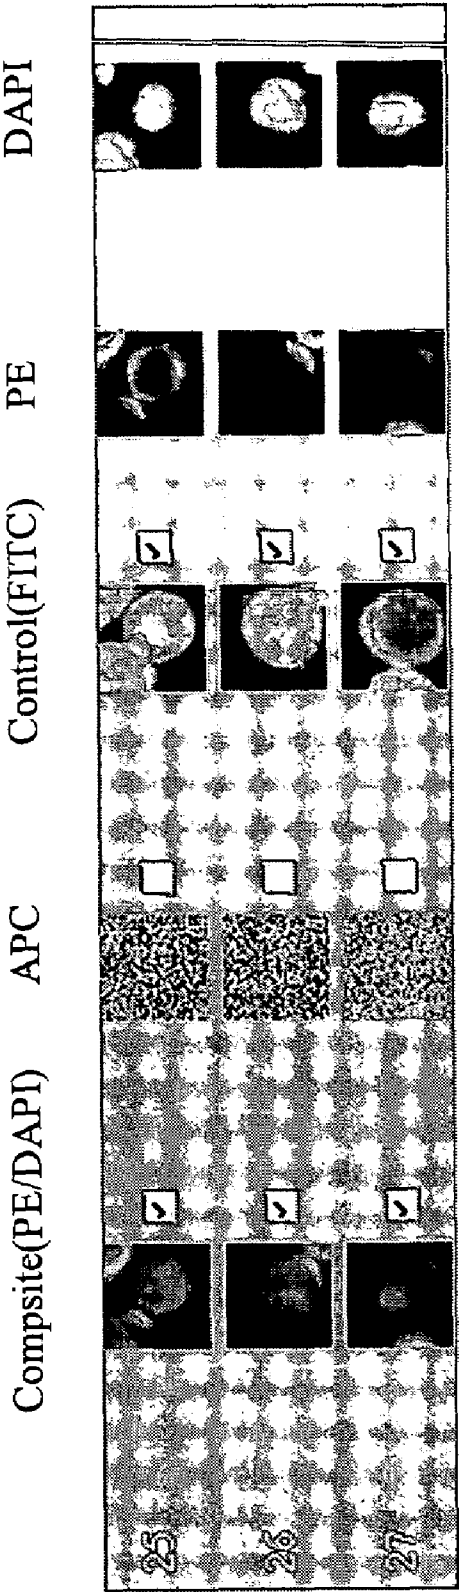 Compsite(PE/DAPI)
APC
Control(FITC)
PE
DAPI
25
26
27